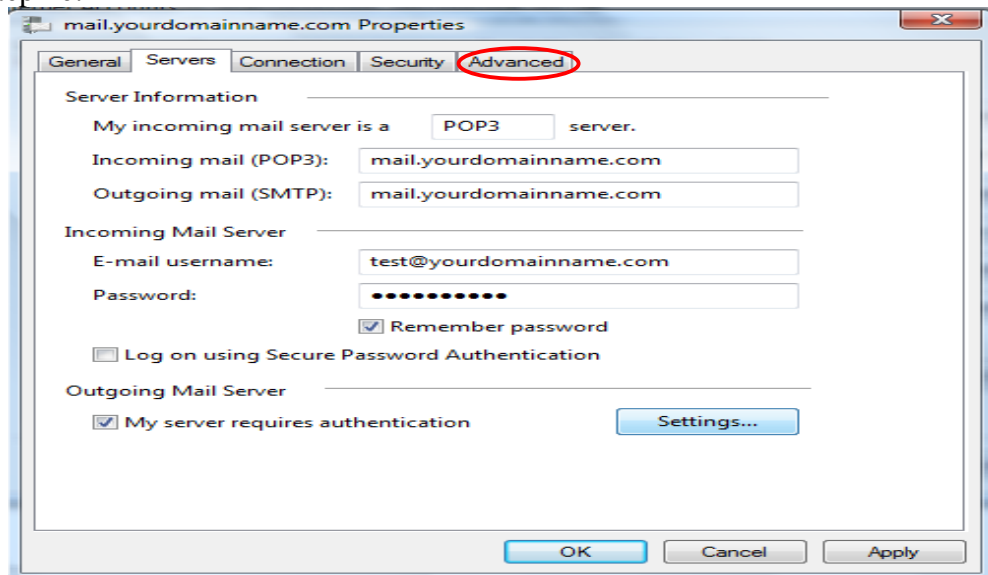 mail.yourdomainname.com Properties
General Servers Connection Security Advanced
Server Information
My incoming mail server is a POP3 server.
Incoming mail (POP3): mail.yourdomainname.com
Outgoing mail (SMTP): mail.yourdomainname.com
Incoming Mail Server
E-mail username: test@yourdomainname.com
Password: ●●●●●●●●●●
Remember password
Log on using Secure Password Authentication
Outgoing Mail Server
My server requires authentication Settings...
OK Cancel Apply